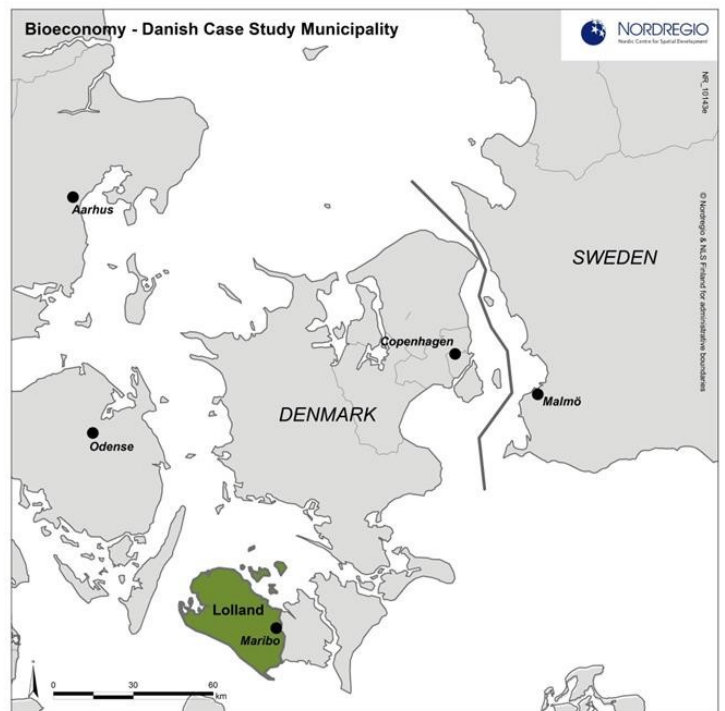 Bioeconomy - Danish Case Study Municipality
NORDREGIO
Nordic Centre for Spatial Development
NR_10143e
© Nordregio & NLS Finland for administrative boundaries
Aarhus
SWEDEN
Copenhagen
Malmö
DENMARK
Odense
Lolland
Maribo
0 30 60
km